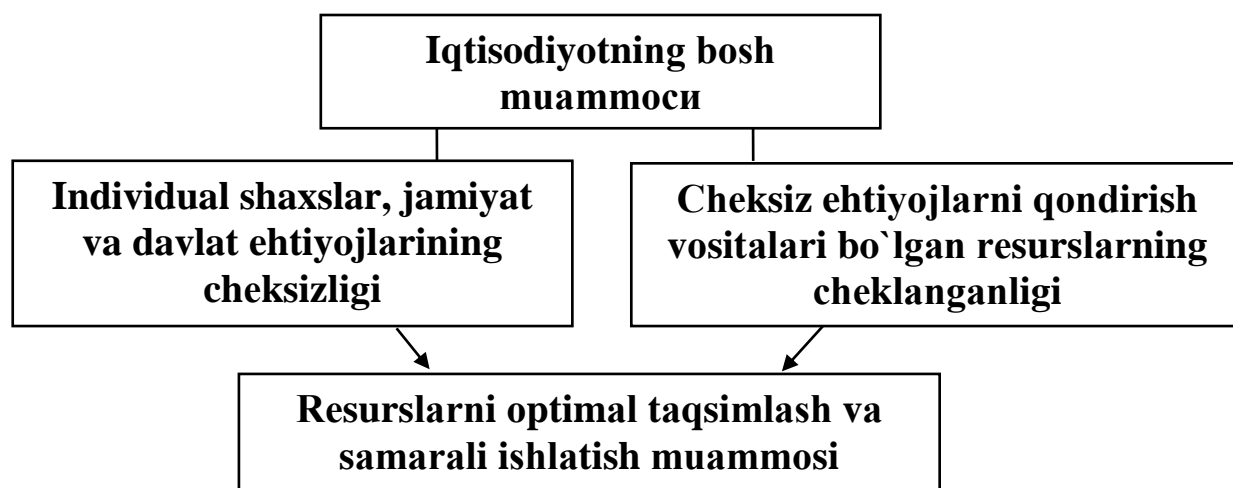 Iqtisodiyotning bosh
muammoси
Individual shaxslar, jamiyat
va davlat ehtiyojlarining
cheksizligi
Cheksiz ehtiyojlarni qondirish
vositalari bo`lgan resurslarning
cheklanganligi
Resurslarni optimal taqsimlash va
samarali ishlatish muammosi